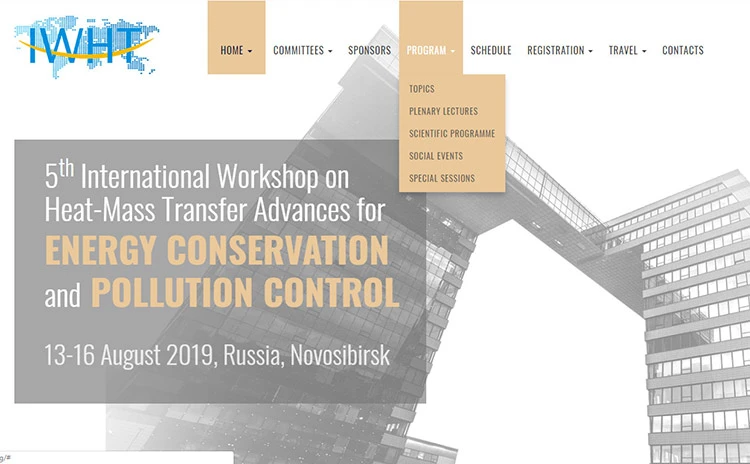 IWHT
HOME COMMITTEES SPONSORS PROGRAM SCHEDULE REGISTRATION TRAVEL CONTACTS
TOPICS
PLENARY LECTURES
SCIENTIFIC PROGRAMME
SOCIAL EVENTS
SPECIAL SESSIONS
5th International Workshop on
Heat-Mass Transfer Advances for
ENERGY CONSERVATION
and POLLUTION CONTROL
13-16 August 2019, Russia, Novosibirsk
g/#